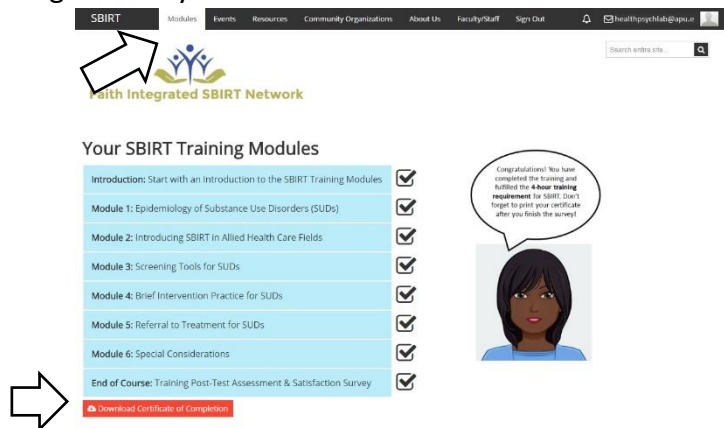 SBIRT Modules Events Resources Community Organizations About Us Faculty/Staff Sign Out healthpsychlab@apu.e
Search entire site...
Faith Integrated SBIRT Network
Your SBIRT Training Modules
Introduction: Start with an Introduction to the SBIRT Training Modules
Module 1: Epidemiology of Substance Use Disorders (SUDs)
Module 2: Introducing SBIRT in Allied Health Care Fields
Module 3: Screening Tools for SUDs
Module 4: Brief Intervention Practice for SUDs
Module 5: Referral to Treatment for SUDs
Module 6: Special Considerations
End of Course: Training Post-Test Assessment & Satisfaction Survey
Download Certificate of Completion
Congratulations! You have
completed the training and
fulfilled the 4-hour training
requirement for SBIRT. Don't
forget to print your certificate
after you finish the survey!